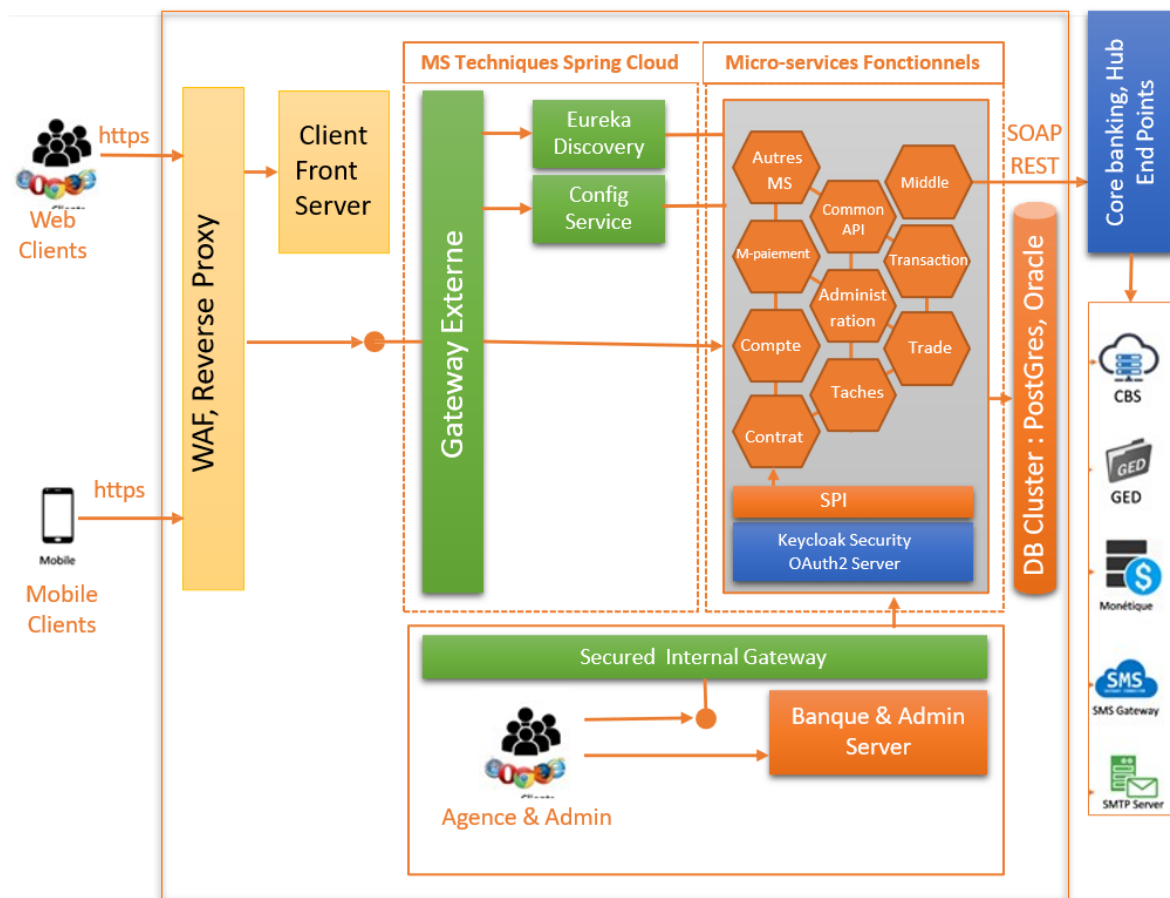 MS Techniques Spring Cloud
Micro-services Fonctionnels
https
Web
Clients
https
Mobile
Mobile
Clients
WAF, Reverse Proxy
Client
Front
Server
Gateway Externe
Eureka
Discovery
Config
Service
Autres
MS
Middle
Common
API
M-paiement
Transaction
Administ
ration
Compte
Trade
Taches
Contrat
SPI
Keycloak Security
OAuth2 Server
SOAP
REST
DB Cluster : PostGres, Oracle
Core banking, Hub
End Points
CBS
GED
GED
Monétique
SMS
SMS Gateway
SMTP Server
Secured Internal Gateway
Banque & Admin
Server
Agence & Admin